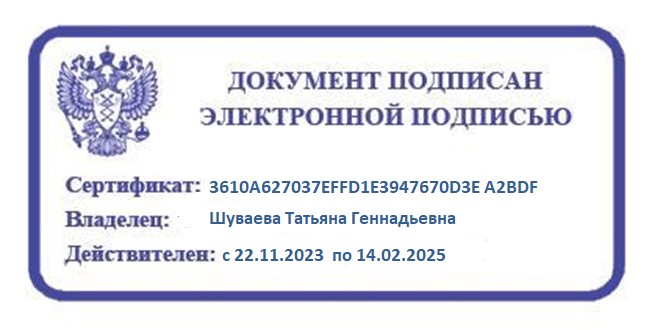 ДОКУМЕНТ ПОДПИСАН
ЭЛЕКТРОННОЙ ПОДПИСЬЮ
Сертификат: 3610A627037EFFD1E3947670D3E A2BDF
Владелец: Шуваева Татьяна Геннадьевна
Действителен: с 22.11.2023 по 14.02.2025